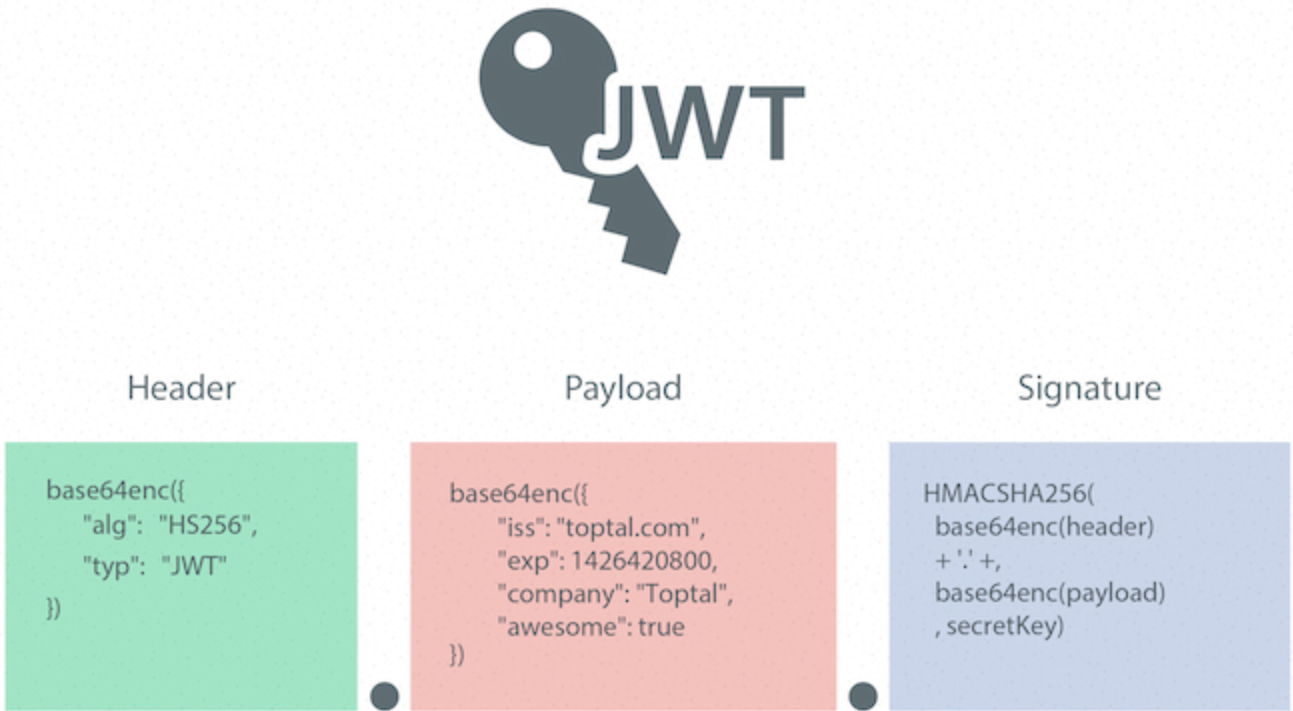 JWT
Header
base64enc({
"alg": "HS256",
"typ": "JWT"
})
Payload
base64enc({
"iss": "toptal.com",
"exp": 1426420800,
"company": "Toptal",
"awesome": true
})
Signature
HMACSHA256(
base64enc(header)
+ '.' +,
base64enc(payload)
, secretKey)